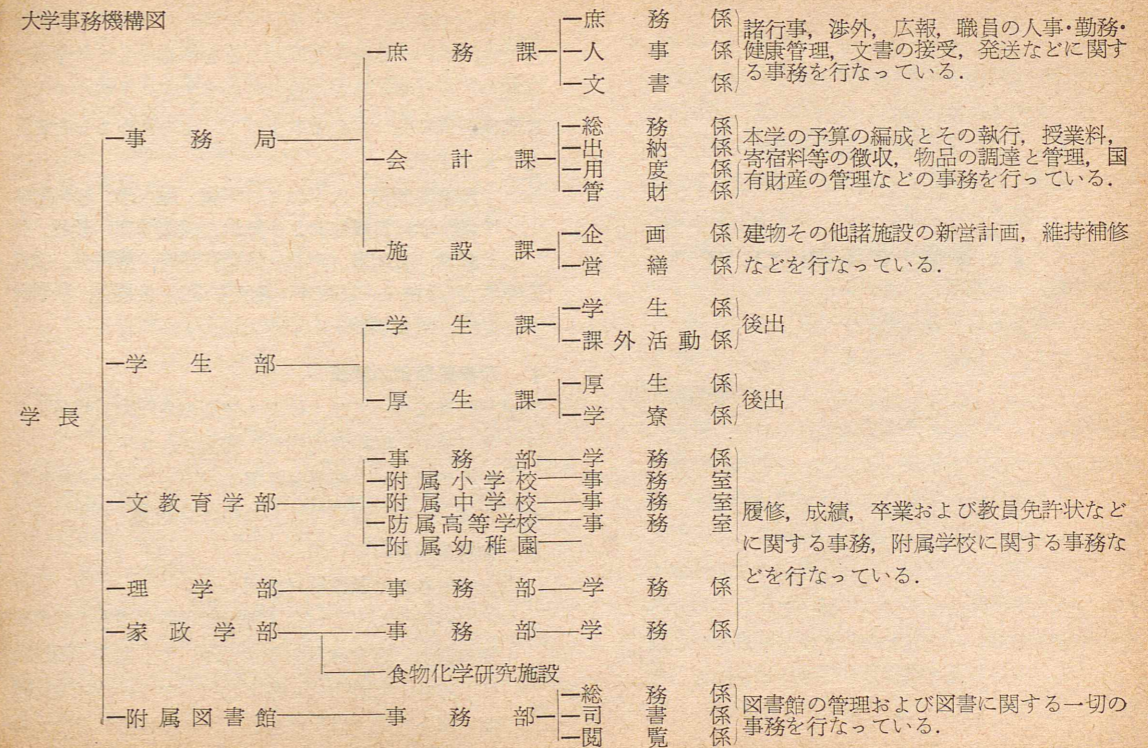 大学事務機構図
学長
事務局
庶務課
庶務係
人事係
文書係
諸行事，渉外，広報，職員の人事・勤務・
健康管理，文書の接受，発送などに関す
る事務を行なっている．
会計課
総務係
出納係
用度係
管財係
本学の予算の編成とその執行，授業料，
寄宿料等の徴収，物品の調達と管理，国
有財産の管理などの事務を行っている．
施設課
企画係
営繕係
建物その他諸施設の新営計画，維持補修
などを行なっている．
学生部
学生課
学生係
課外活動係
後出
厚生課
厚生係
学寮係
後出
文教育学部
事務部
学務係
附属小学校
事務室
附属中学校
事務室
防属高等学校
事務室
附属幼稚園
理学部
事務部
学務係
家政学部
事務部
学務係
履修，成績，卒業および教員免許状など
に関する事務，附属学校に関する事務な
どを行なっている．
食物化学研究施設
附属図書館
事務部
総務係
司書係
閲覧係
図書館の管理および図書に関する一切の
事務を行なっている．